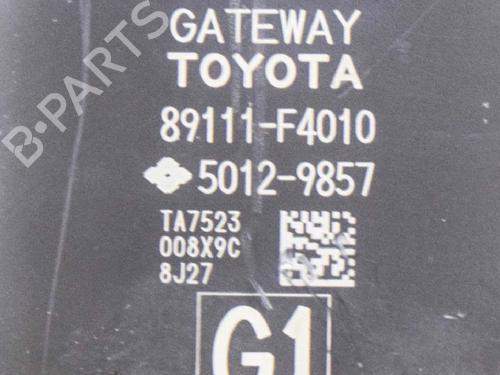 B-PARTS
GATEWAY
TOYOTA
89111-F4010
5012-9857
TA7523
008X9C
8J27
G1